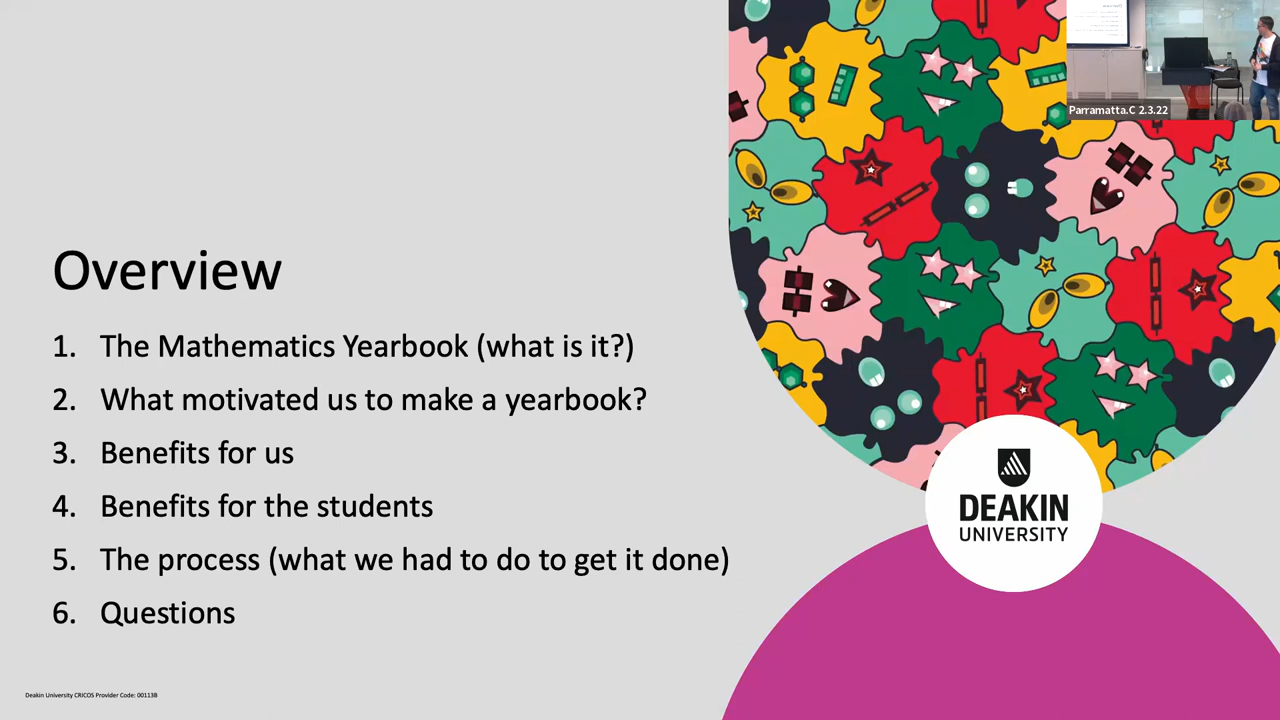 Parramatta.C 2.3.22
Overview
1. The Mathematics Yearbook (what is it?)
2. What motivated us to make a yearbook?
3. Benefits for us
4. Benefits for the students
5. The process (what we had to do to get it done)
6. Questions
DEAKIN
UNIVERSITY
Deakin University CRICOS Provider Code: 00113B